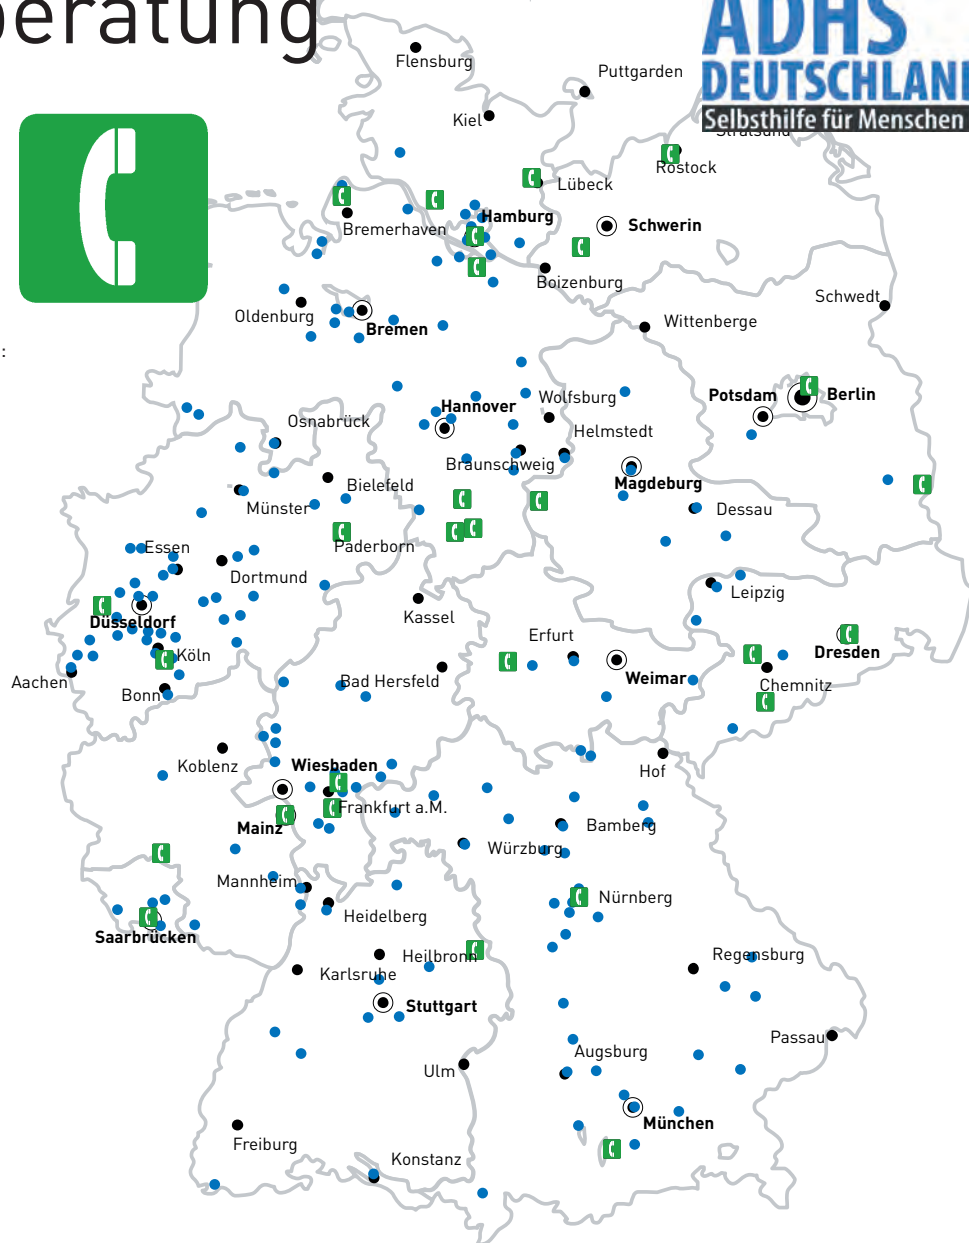 beratung
ADHS
DEUTSCHLAND
Selbsthilfe für Menschen
Flensburg
Puttgarden
Kiel
Stralsund
Rostock
Lübeck
Hamburg
Schwerin
Bremerhaven
Boizenburg
Schwedt
Oldenburg
Bremen
Wittenberge
:
Potsdam
Berlin
Wolfsburg
Hannover
Osnabrück
Helmstedt
Braunschweig
Magdeburg
Bielefeld
Münster
Dessau
Paderborn
Essen
Dortmund
Leipzig
Kassel
Düsseldorf
Erfurt
Dresden
Köln
Weimar
Aachen
Bad Hersfeld
Chemnitz
Bonn
Koblenz
Wiesbaden
Hof
Frankfurt a.M.
Mainz
Bamberg
Würzburg
Mannheim
Nürnberg
Heidelberg
Saarbrücken
Heilbronn
Regensburg
Karlsruhe
Stuttgart
Passau
Augsburg
Ulm
München
Freiburg
Konstanz